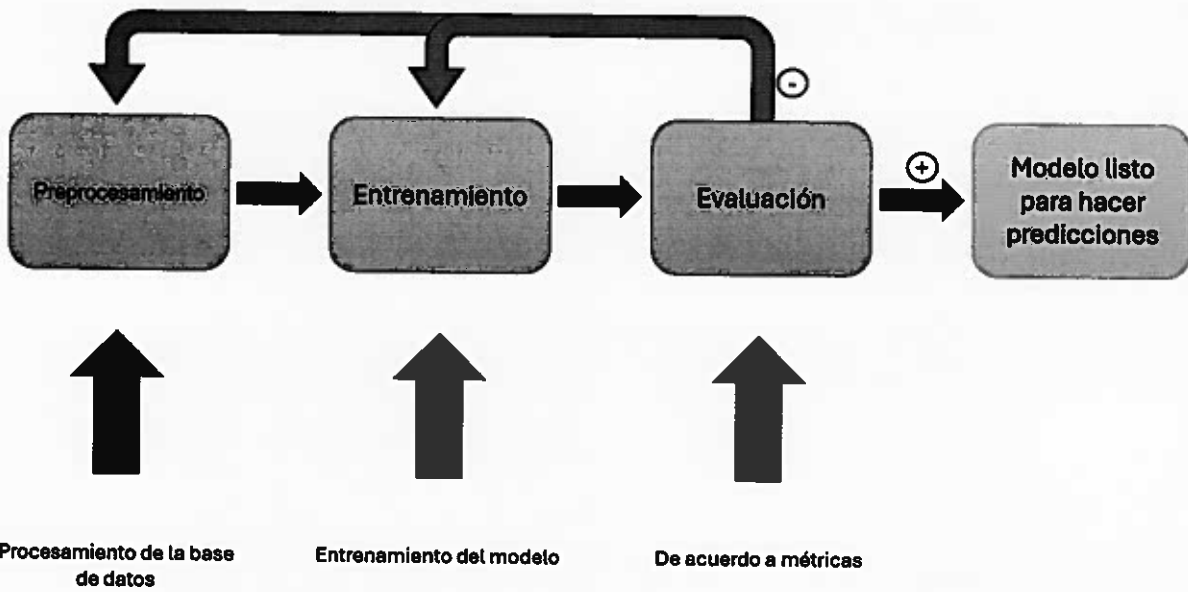 -
Preprocesamiento
Entrenamiento
Evaluación
+
Modelo listo
para hacer
predicciones
Procesamiento de la base
de datos
Entrenamiento del modelo
De acuerdo a métricas